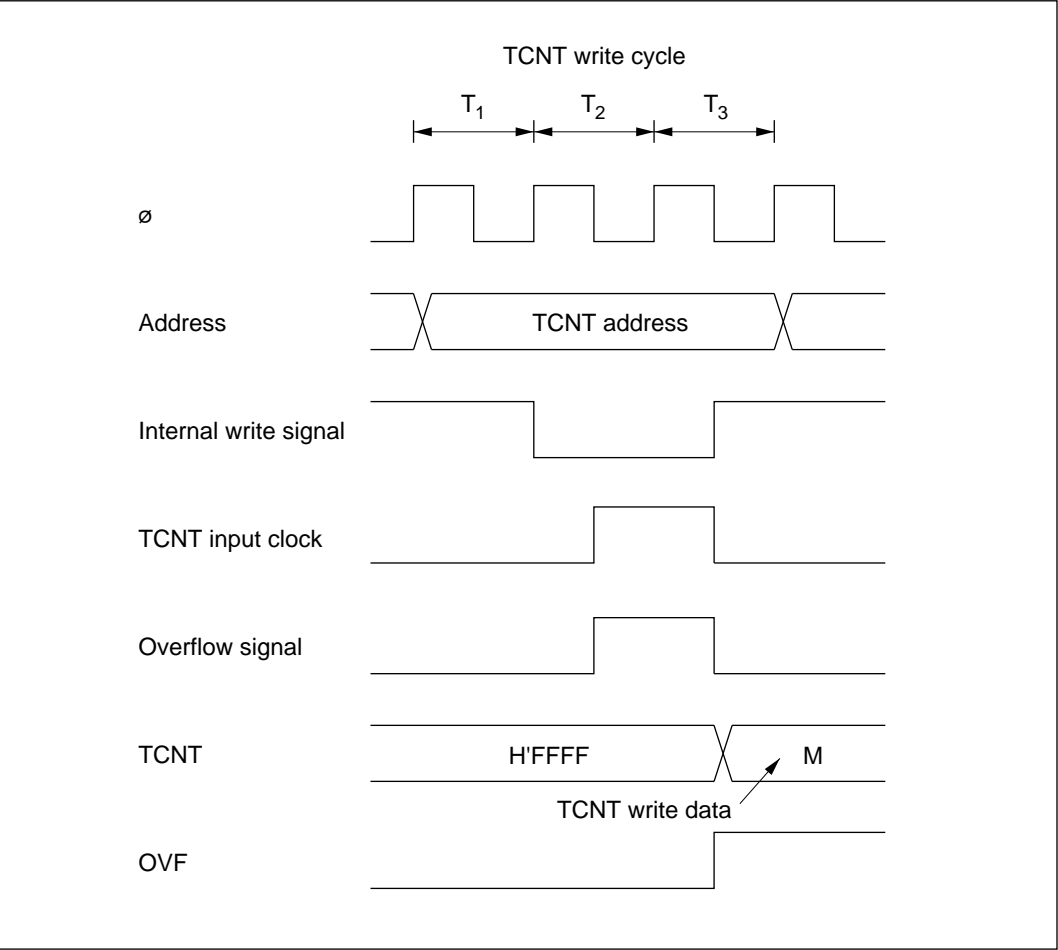 TCNT write cycle
T1 T2 T3
ø
Address TCNT address
Internal write signal
TCNT input clock
Overflow signal
TCNT H'FFFF M
TCNT write data
OVF